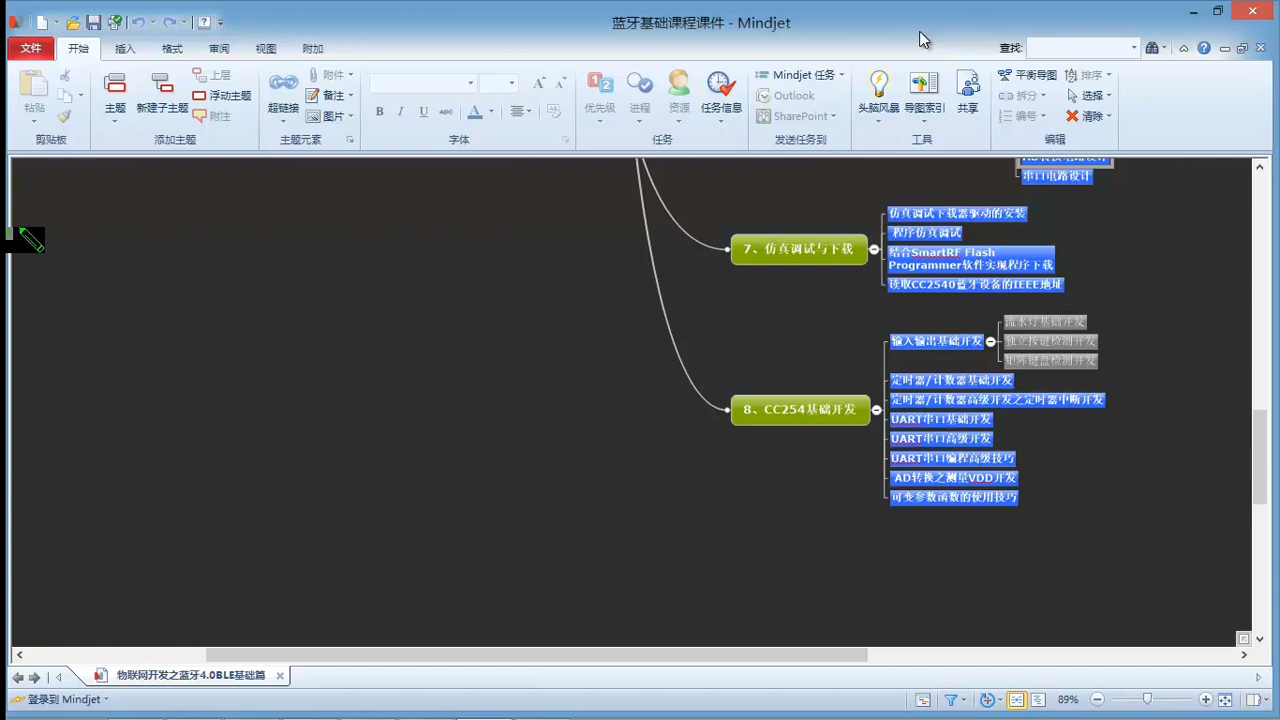 蓝牙基础课程课件 - Mindjet
文件 开始 插入 格式 审阅 视图 附加 查找:
粘贴 主题 新建子主题 上层 浮动主题 附注 超链接 附件 备注 图片
B I U abc A
优先级 进程 资源 任务信息 Mindjet 任务 Outlook SharePoint
头脑风暴 导图索引 共享 平衡导图 拆分 编号 排序 选择 清除
剪贴板 添加主题 主题元素 字体 任务 发送任务到 工具 编辑
AD转换电路设计
串口电路设计
7、仿真调试与下载
仿真调试下载器驱动的安装
程序仿真调试
结合SmartRF Flash
Programmer软件实现程序下载
读取CC2540蓝牙设备的IEEE地址
8、CC254基础开发
输入输出基础开发
流水灯基础开发
独立按键检测开发
矩阵键盘检测开发
定时器/计数器基础开发
定时器/计数器高级开发之定时器中断开发
UART串口基础开发
UART串口高级开发
UART串口编程高级技巧
AD转换之测量VDD开发
可变参数函数的使用技巧
物联网开发之蓝牙4.0BLE基础篇
登录到 Mindjet
89%